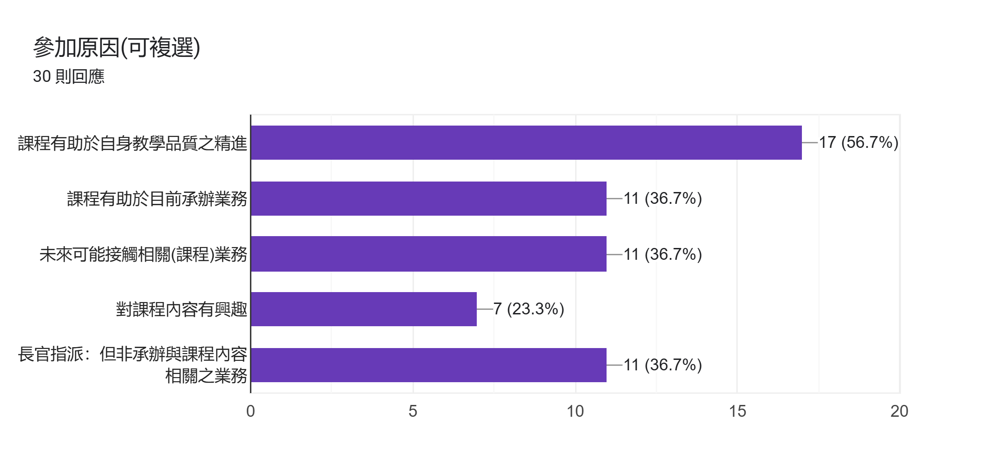 參加原因(可複選)
30 則回應
課程有助於自身教學品質之精進
17 (56.7%)
課程有助於目前承辦業務
11 (36.7%)
未來可能接觸相關(課程)業務
11 (36.7%)
對課程內容有興趣
7 (23.3%)
長官指派：但非承辦與課程內容
相關之業務
11 (36.7%)
0 5 10 15 20